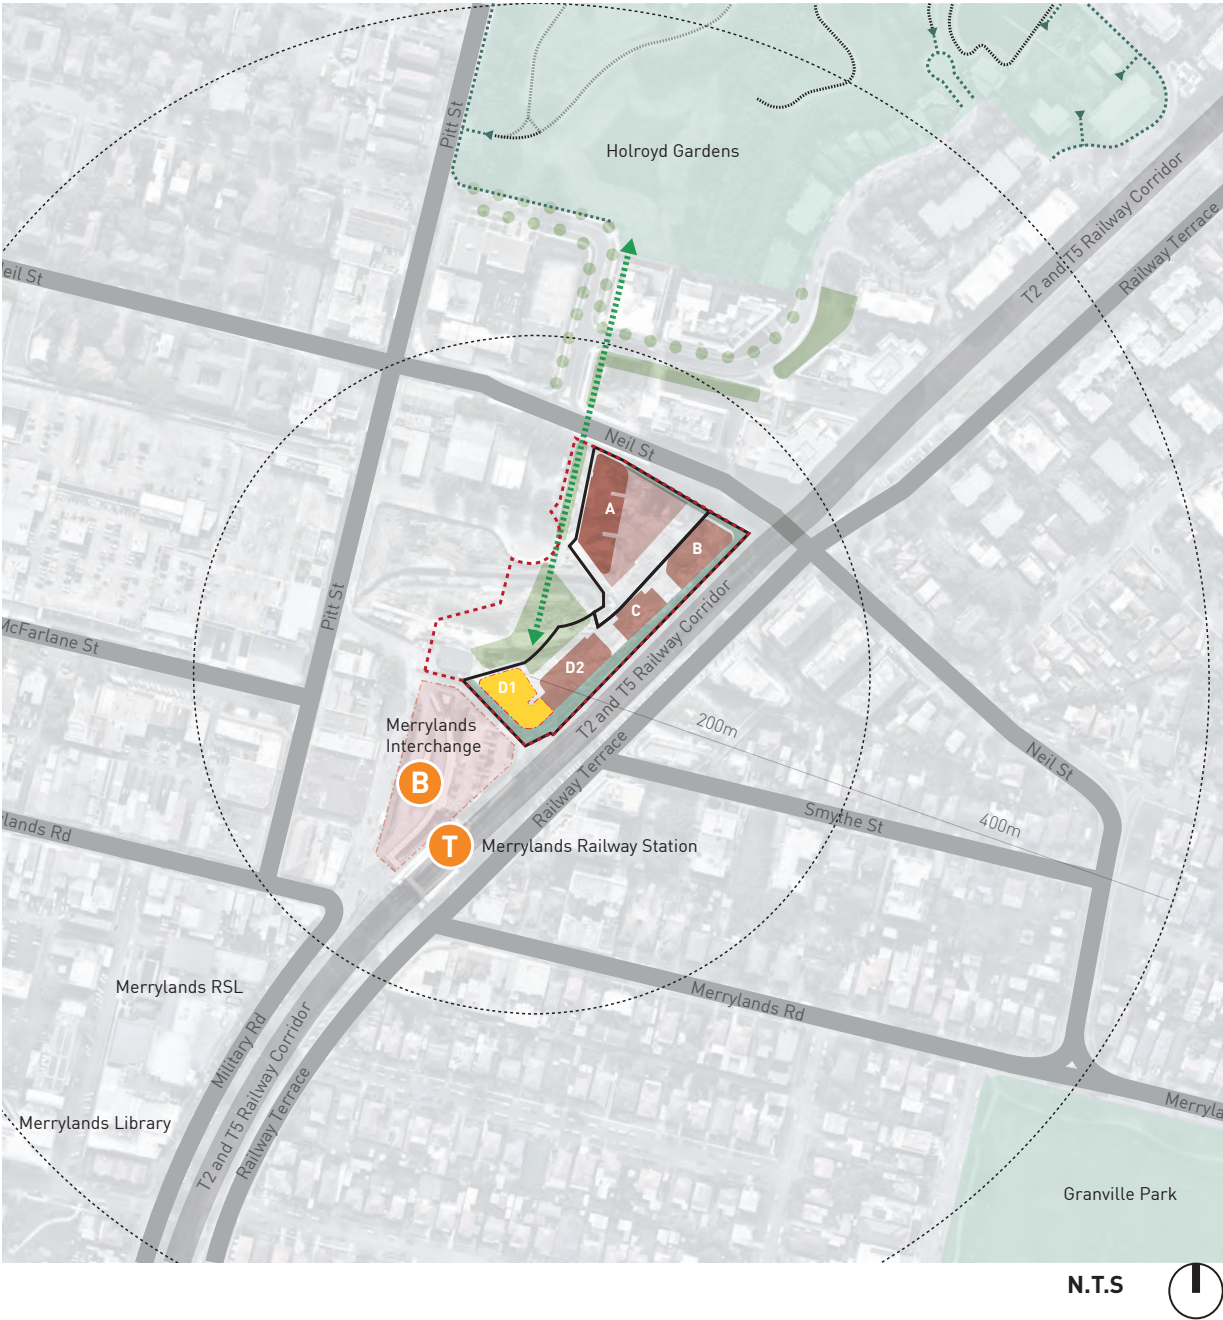 Pitt St
Holroyd Gardens
T2 and T5 Railway Corridor
Railway Terrace
eil St
Neil St
A
B
C
D2
D1
Pitt St
McFarlane St
T2 and T5 Railway Corridor
Merrylands
Interchange
B
200m
Railway Terrace
Neil St
Smythe St
400m
T
Merrylands Railway Station
lands Rd
Merrylands RSL
Merrylands Rd
Military Rd
T2 and T5 Railway Corridor
Railway Terrace
Merryla
Merrylands Library
Granville Park
N.T.S